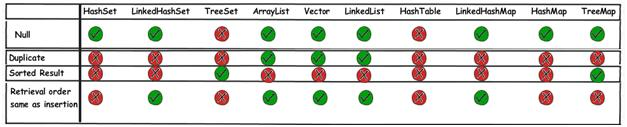 HashSet LinkedHashSet TreeSet ArrayList Vector LinkedList HashTable LinkedHashMap HashMap TreeMap
Null
Duplicate
Sorted Result
Retrieval order
same as insertion